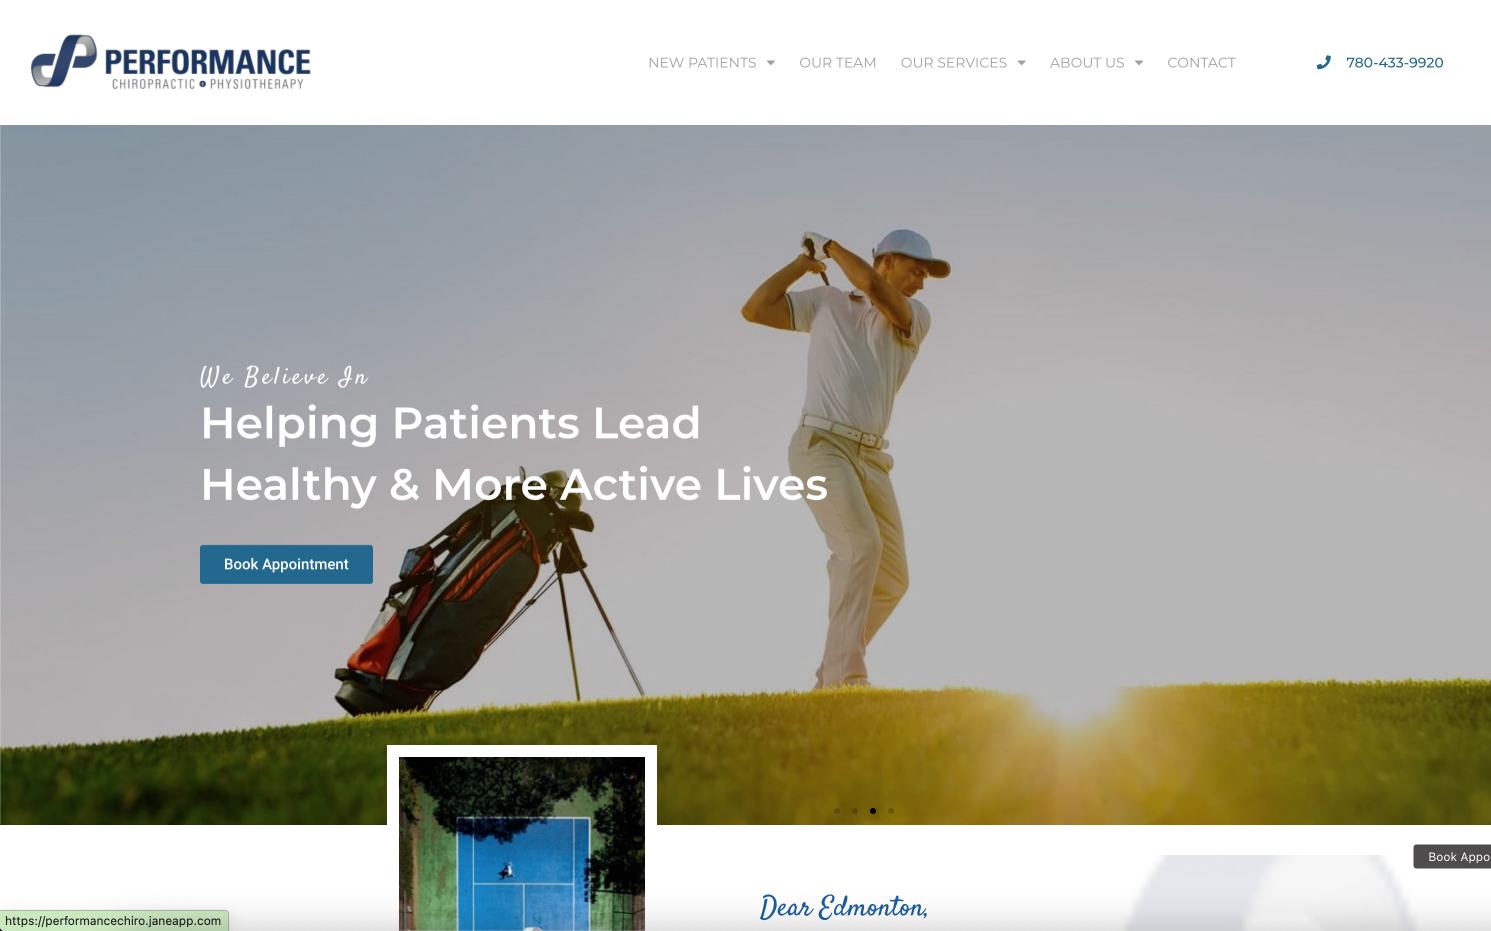 PERFORMANCE
CHIROPRACTIC • PHYSIOTHERAPY
NEW PATIENTS OUR TEAM OUR SERVICES ABOUT US CONTACT 780-433-9920
We Believe In
Helping Patients Lead
Healthy & More Active Lives
Book Appointment
Book Appo
Dear Edmonton,
https://performancechiro.janeapp.com